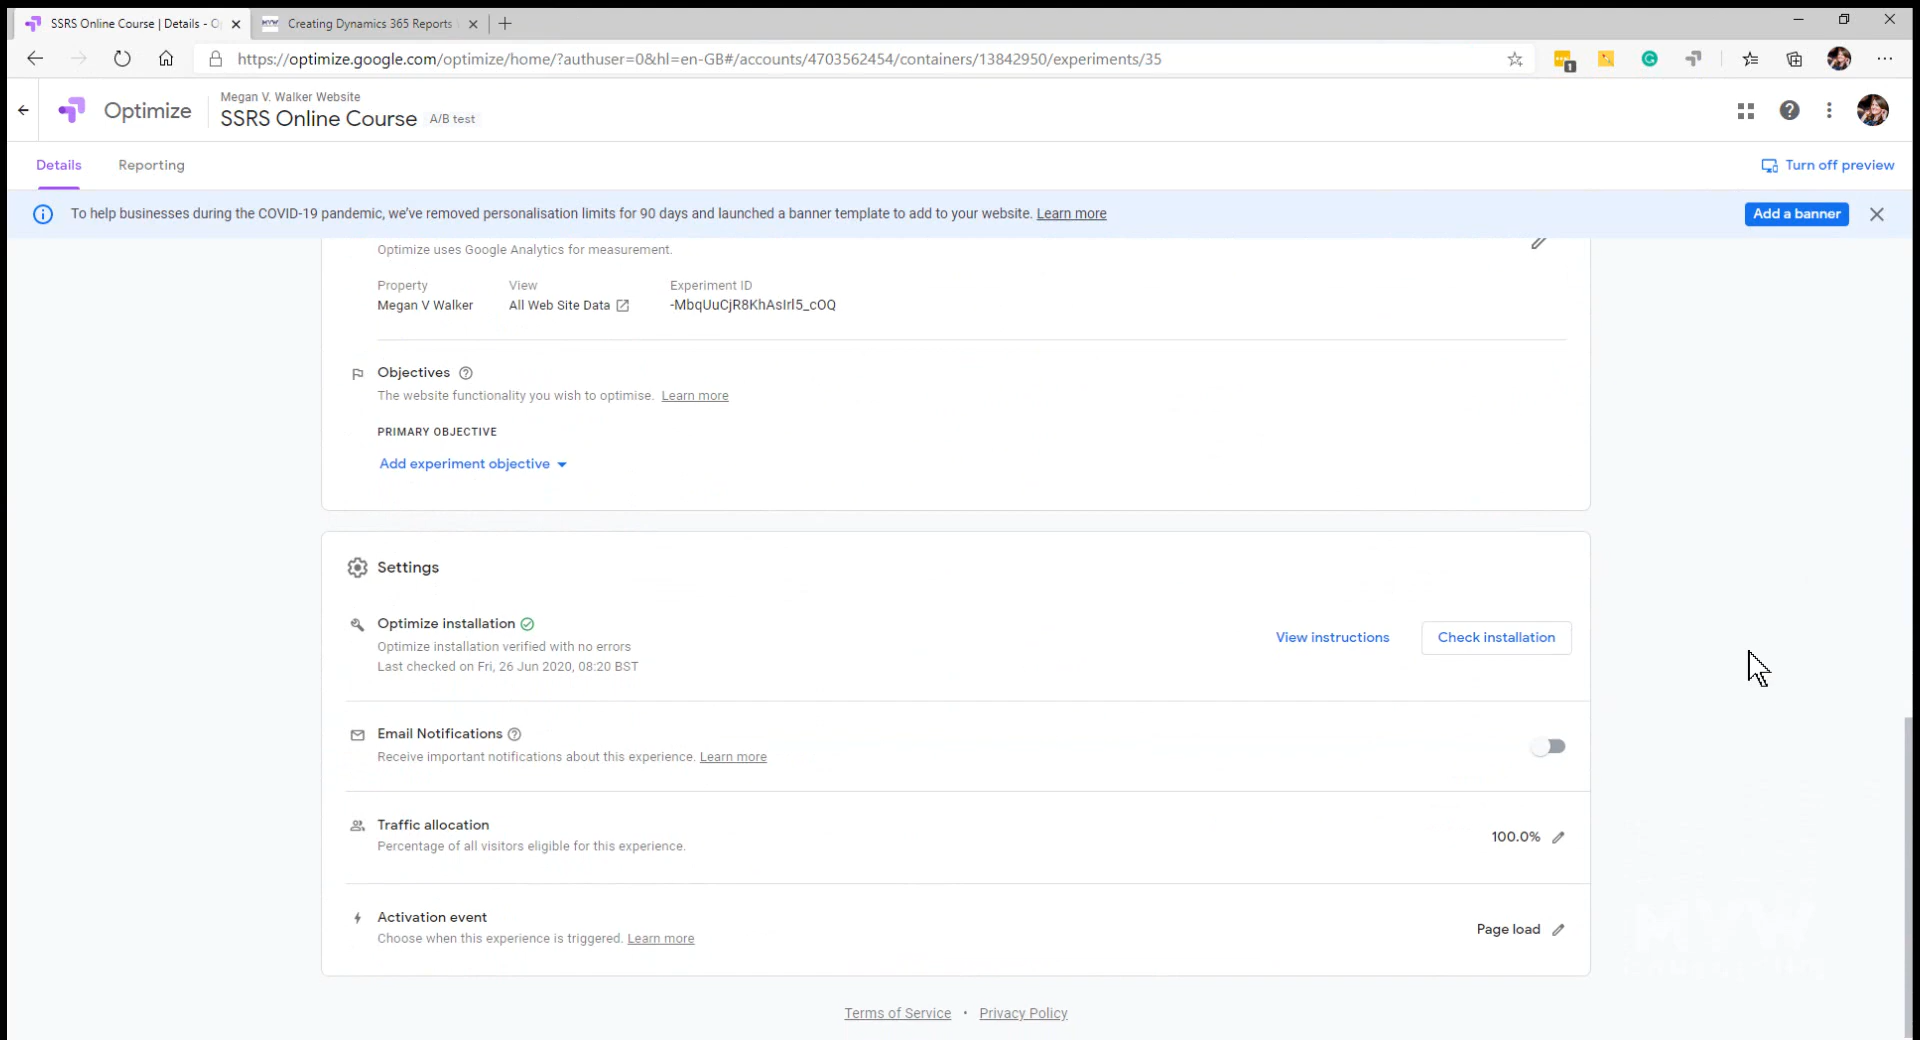 SSRS Online Course | Details - O
Creating Dynamics 365 Reports
https://optimize.google.com/optimize/home/?authuser=0&hl=en-GB#/accounts/4703562454/containers/13842950/experiments/35
1
Optimize
Megan V. Walker Website
SSRS Online Course A/B test
Details Reporting
Turn off preview
To help businesses during the COVID-19 pandemic, we've removed personalisation limits for 90 days and launched a banner template to add to your website. Learn more
Add a banner
Optimize uses Google Analytics for measurement.
Property View Experiment ID
Megan V Walker All Web Site Data -MbqUuCjR8KhAsIrl5_cOQ
Objectives
The website functionality you wish to optimise. Learn more
PRIMARY OBJECTIVE
Add experiment objective
Settings
Optimize installation
Optimize installation verified with no errors
Last checked on Fri, 26 Jun 2020, 08:20 BST
View instructions Check installation
Email Notifications
Receive important notifications about this experience. Learn more
Traffic allocation
Percentage of all visitors eligible for this experience.
100.0%
Activation event
Choose when this experience is triggered. Learn more
Page load
MVW
Terms of Service • Privacy Policy